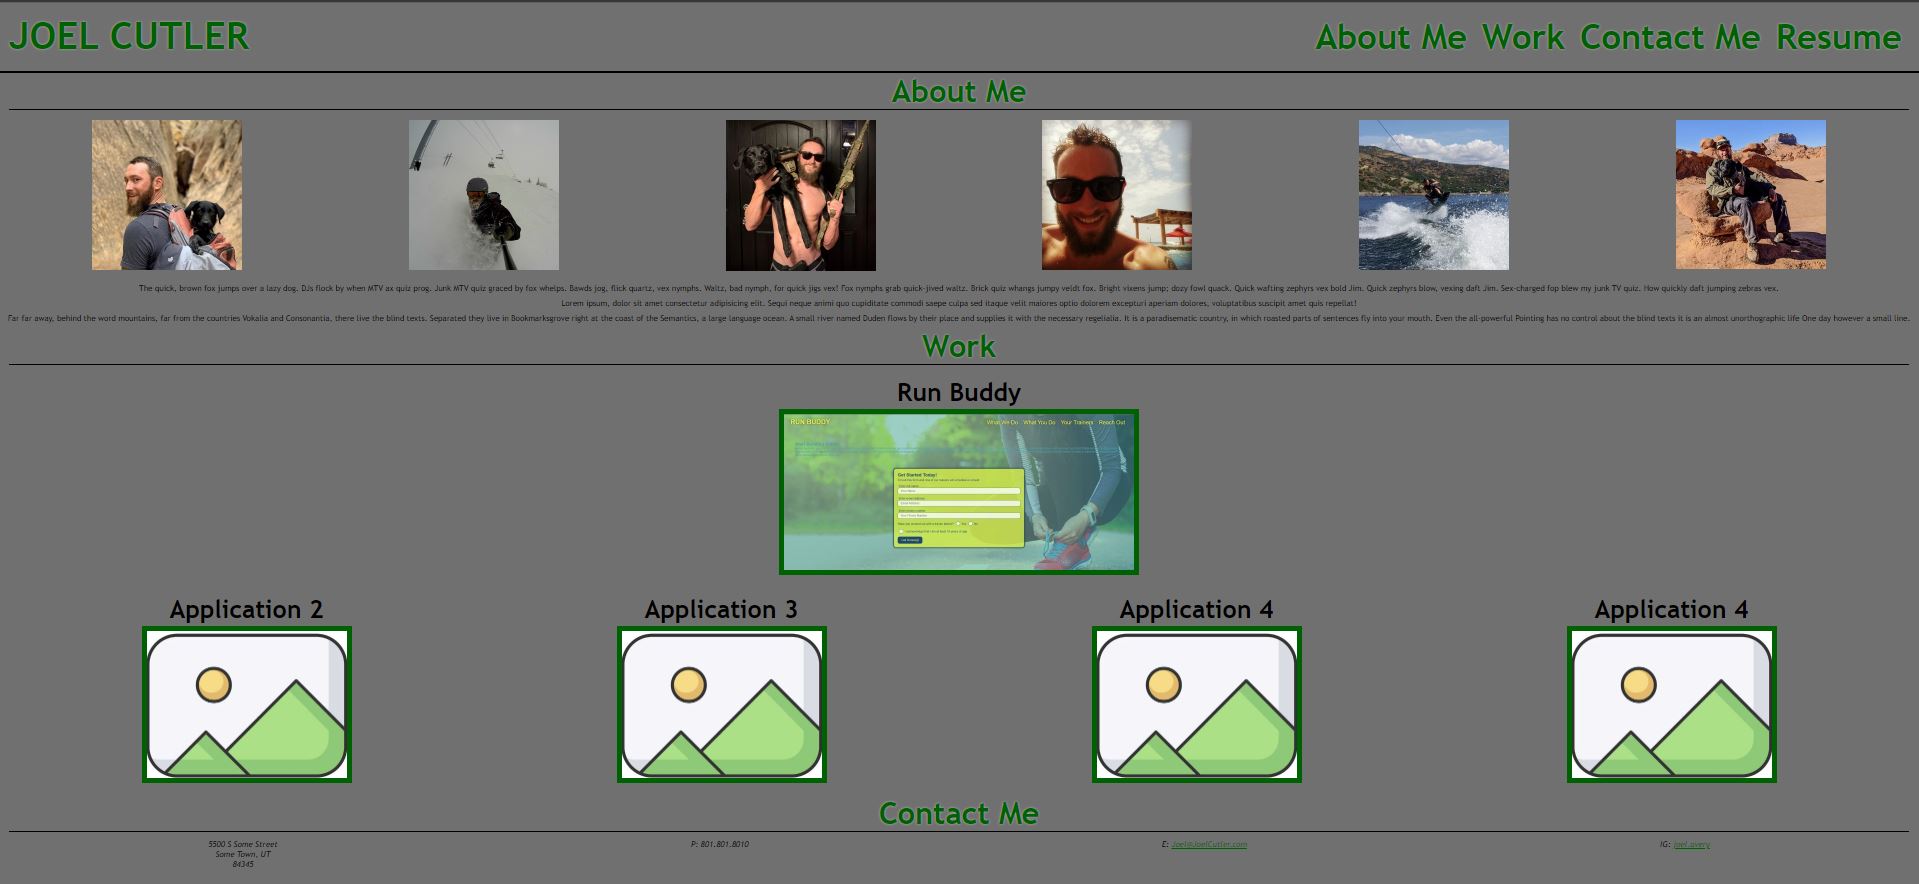 JOEL CUTLER
About Me Work Contact Me Resume
About Me
The quick, brown fox jumps over a lazy dog. DJs flock by when MTV ax quiz prog. Junk MTV quiz graced by fox whelps. Bawds jog, flick quartz, vex nymphs. Waltz, bad nymph, for quick jigs vex! Fox nymphs grab quick-jived waltz. Brick quiz whangs jumpy veldt fox. Bright vixens jump; dozy fowl quack. Quick wafting zephyrs vex bold Jim. Quick zephyrs blow, vexing daft Jim. Sex-charged fop blew my junk TV quiz. How quickly daft jumping zebras vex.
Lorem ipsum, dolor sit amet consectetur adipisicing elit. Sequi neque animi quo cupiditate commodi saepe culpa sed itaque velit maiores optio dolorem excepturi aperiam dolores, voluptatibus suscipit amet quis repellat!
Far far away, behind the word mountains, far from the countries Vokalia and Consonantia, there live the blind texts. Separated they live in Bookmarksgrove right at the coast of the Semantics, a large language ocean. A small river named Duden flows by their place and supplies it with the necessary regelialia. It is a paradisematic country, in which roasted parts of sentences fly into your mouth. Even the all-powerful Pointing has no control about the blind texts it is an almost unorthographic life One day however a small line.
Work
Run Buddy
RUN BUDDY
What We Do What You Do Your Trainers Reach Out
Get Started Today!
Application 2
Application 3
Application 4
Application 4
Contact Me
5500 S Some Street
Some Town, UT
84345
P: 801.801.8010
E: Joel@JoelCutler.com
IG: joel.avery